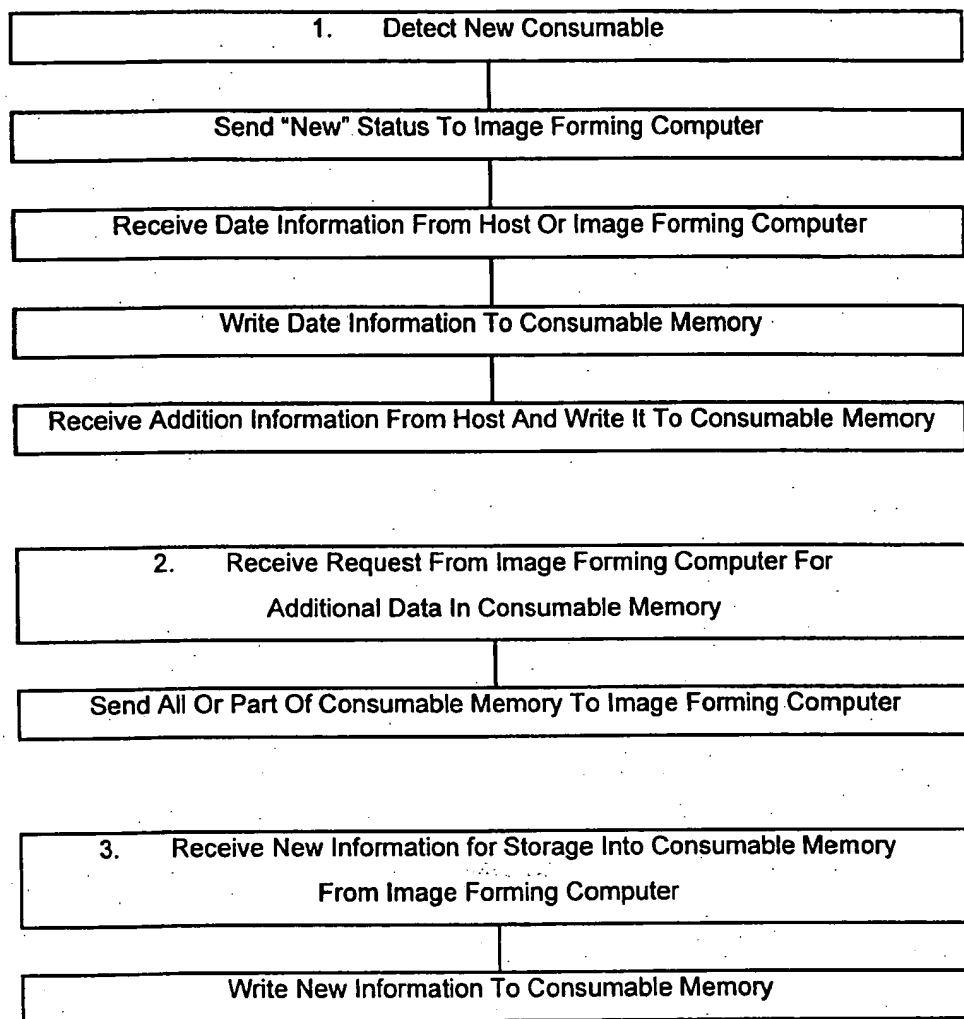 1. Detect New Consumable
Send "New" Status To Image Forming Computer
Receive Date Information From Host Or Image Forming Computer
Write Date Information To Consumable Memory
Receive Addition Information From Host And Write It To Consumable Memory
2. Receive Request From Image Forming Computer For
Additional Data In Consumable Memory
Send All Or Part Of Consumable Memory To Image Forming Computer
3. Receive New Information for Storage Into Consumable Memory
From Image Forming Computer
Write New Information To Consumable Memory